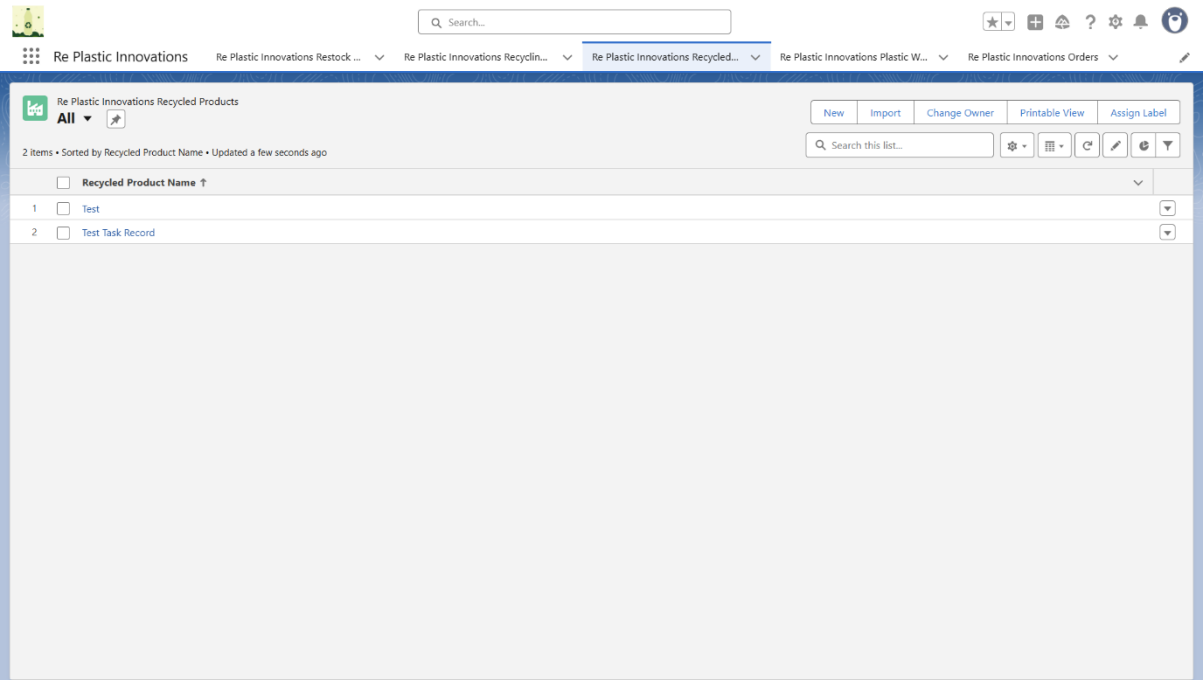 Search...
Re Plastic Innovations
Re Plastic Innovations Restock ...
Re Plastic Innovations Recyclin...
Re Plastic Innovations Recycled...
Re Plastic Innovations Plastic W...
Re Plastic Innovations Orders
Re Plastic Innovations Recycled Products
All
New
Import
Change Owner
Printable View
Assign Label
2 items • Sorted by Recycled Product Name • Updated a few seconds ago
Search this list...
Recycled Product Name ↑
1 Test
2 Test Task Record